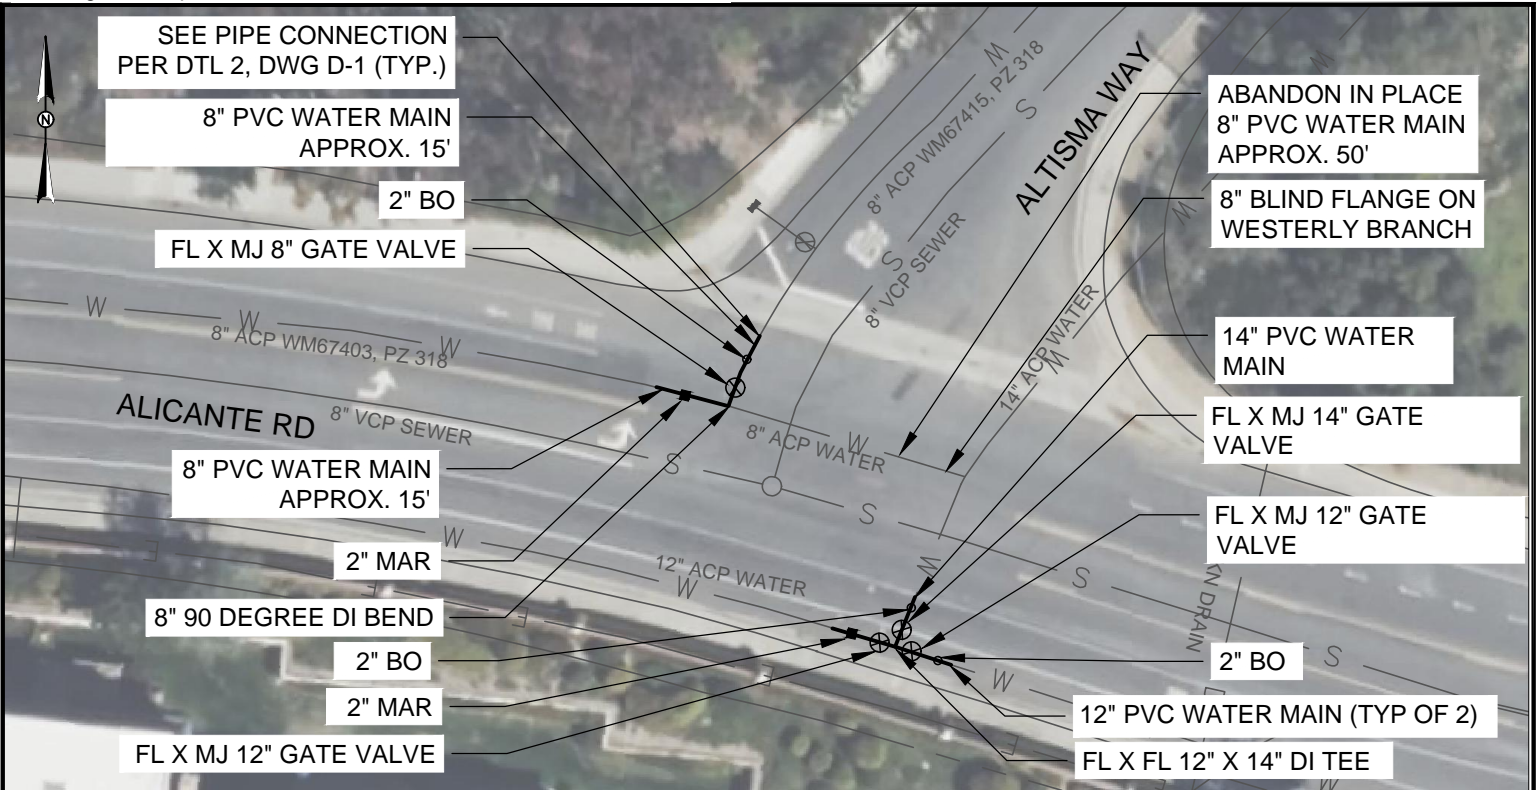 SEE PIPE CONNECTION
PER DTL 2, DWG D-1 (TYP.)
8" PVC WATER MAIN
APPROX. 15'
2" BO
FL X MJ 8" GATE VALVE
N
W
W
W
8" ACP WM67403, PZ 318
ALICANTE RD
8" VCP SEWER
8" PVC WATER MAIN
APPROX. 15'
2" MAR
8" 90 DEGREE DI BEND
2" BO
2" MAR
FL X MJ 12" GATE VALVE
W
8" ACP WM67415, PZ 318
S
S
8" VCP SEWER
ALTISMA WAY
W
W
14" ACP WATER
W
8" ACP WATER
W
S
S
S
S
W
12" ACP WATER
W
W
W
W
KN DRAIN
ABANDON IN PLACE
8" PVC WATER MAIN
APPROX. 50'
8" BLIND FLANGE ON
WESTERLY BRANCH
14" PVC WATER
MAIN
FL X MJ 14" GATE
VALVE
FL X MJ 12" GATE
VALVE
2" BO
12" PVC WATER MAIN (TYP OF 2)
FL X FL 12" X 14" DI TEE